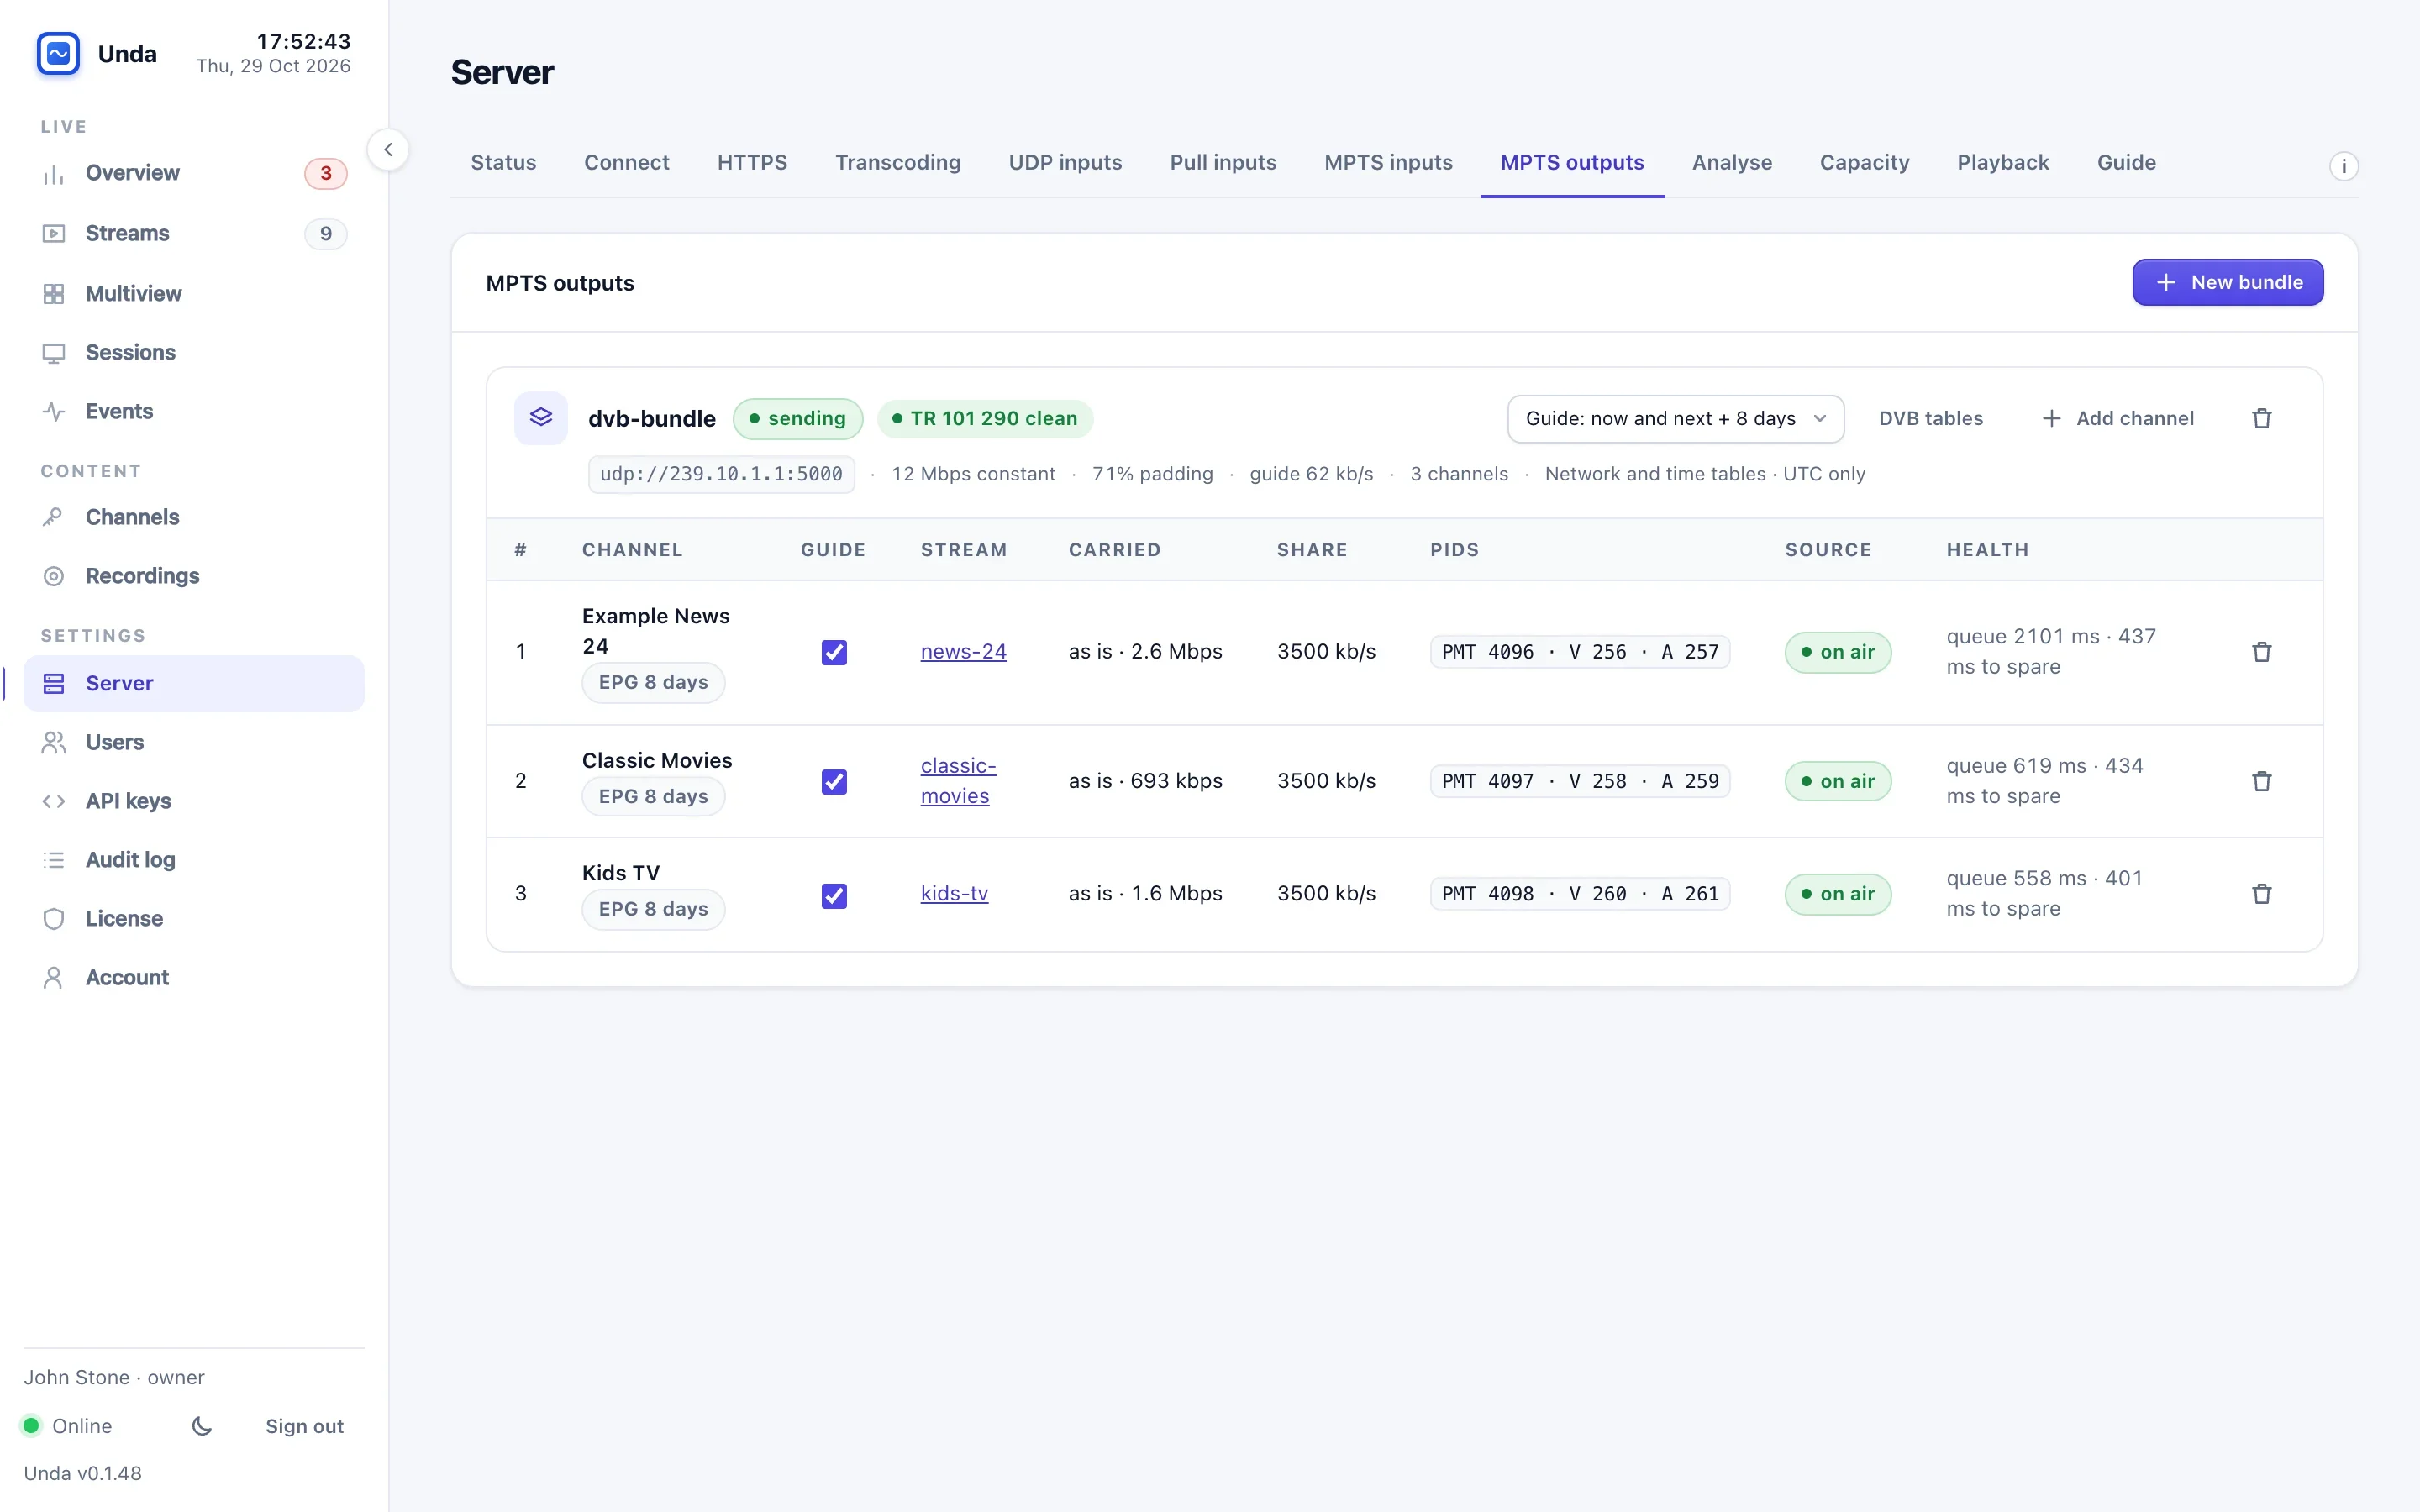 Unda
17:52:43
Thu, 29 Oct 2026
LIVE
Overview 3
Streams 9
Multiview
Sessions
Events
CONTENT
Channels
Recordings
SETTINGS
Server
Users
API keys
Audit log
License
Account
John Stone · owner
Online Sign out
Unda v0.1.48
Server
Status Connect HTTPS Transcoding UDP inputs Pull inputs MPTS inputs MPTS outputs Analyse Capacity Playback Guide i
MPTS outputs + New bundle
dvb-bundle sending TR 101 290 clean Guide: now and next + 8 days DVB tables + Add channel
udp://239.10.1.1:5000 · 12 Mbps constant · 71% padding · guide 62 kb/s · 3 channels · Network and time tables · UTC only
# CHANNEL GUIDE STREAM CARRIED SHARE PIDS SOURCE HEALTH
1 Example News 24 EPG 8 days news-24 as is · 2.6 Mbps 3500 kb/s PMT 4096 · V 256 · A 257 on air queue 2101 ms · 437 ms to spare
2 Classic Movies EPG 8 days classic-movies as is · 693 kbps 3500 kb/s PMT 4097 · V 258 · A 259 on air queue 619 ms · 434 ms to spare
3 Kids TV EPG 8 days kids-tv as is · 1.6 Mbps 3500 kb/s PMT 4098 · V 260 · A 261 on air queue 558 ms · 401 ms to spare